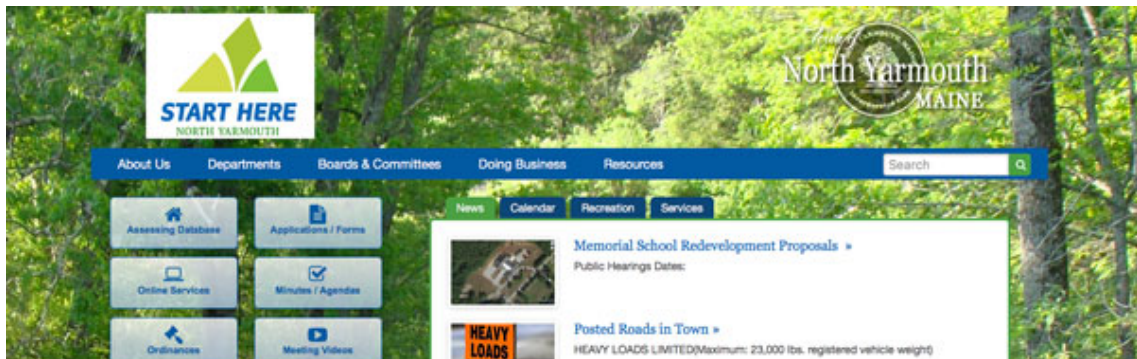 START HERE
NORTH YARMOUTH
Town of
North Yarmouth
MAINE
About Us Departments Boards & Committees Doing Business Resources Search
News Calendar Recreation Services
Assessing Database Applications / Forms
Memorial School Redevelopment Proposals »
Public Hearings Dates:
Online Services Minutes / Agendas
Posted Roads in Town »
HEAVY LOADS LIMITED(Maximum: 23,000 lbs. registered vehicle weight)
HEAVY
LOADS
Ordinances Meeting Videos